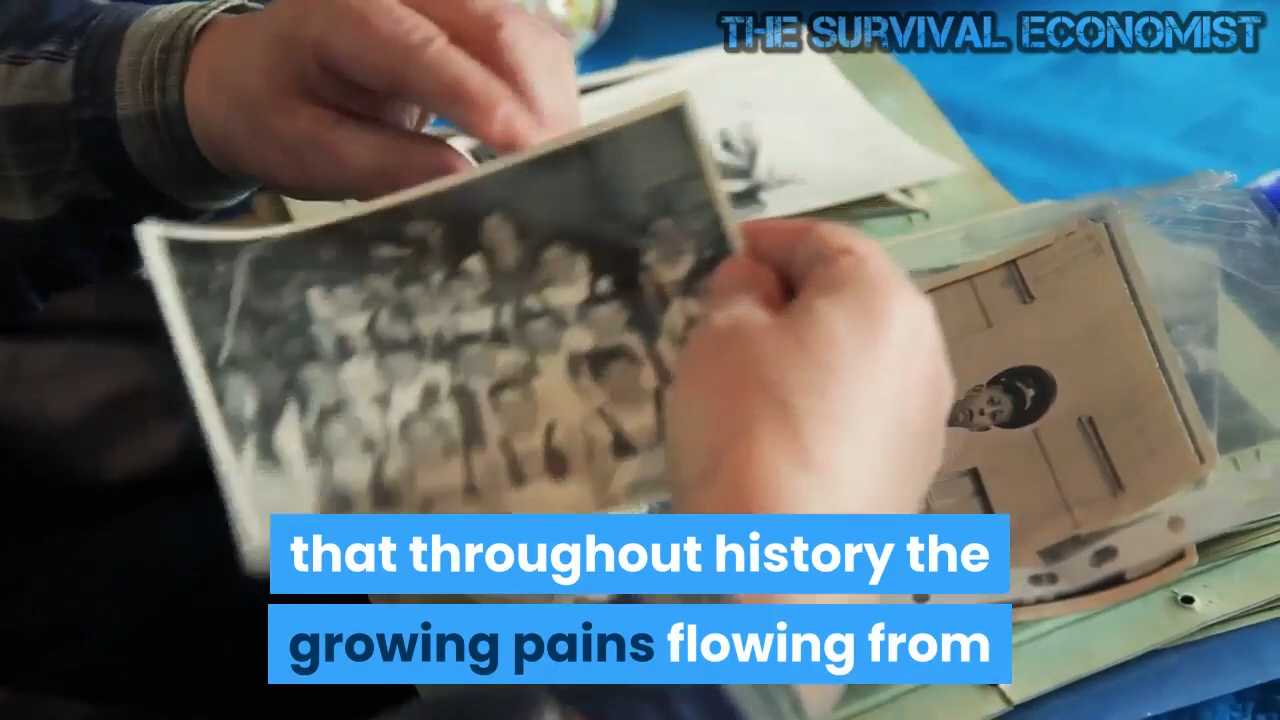 THE SURVIVAL ECONOMIST
that throughout history the
growing pains flowing from